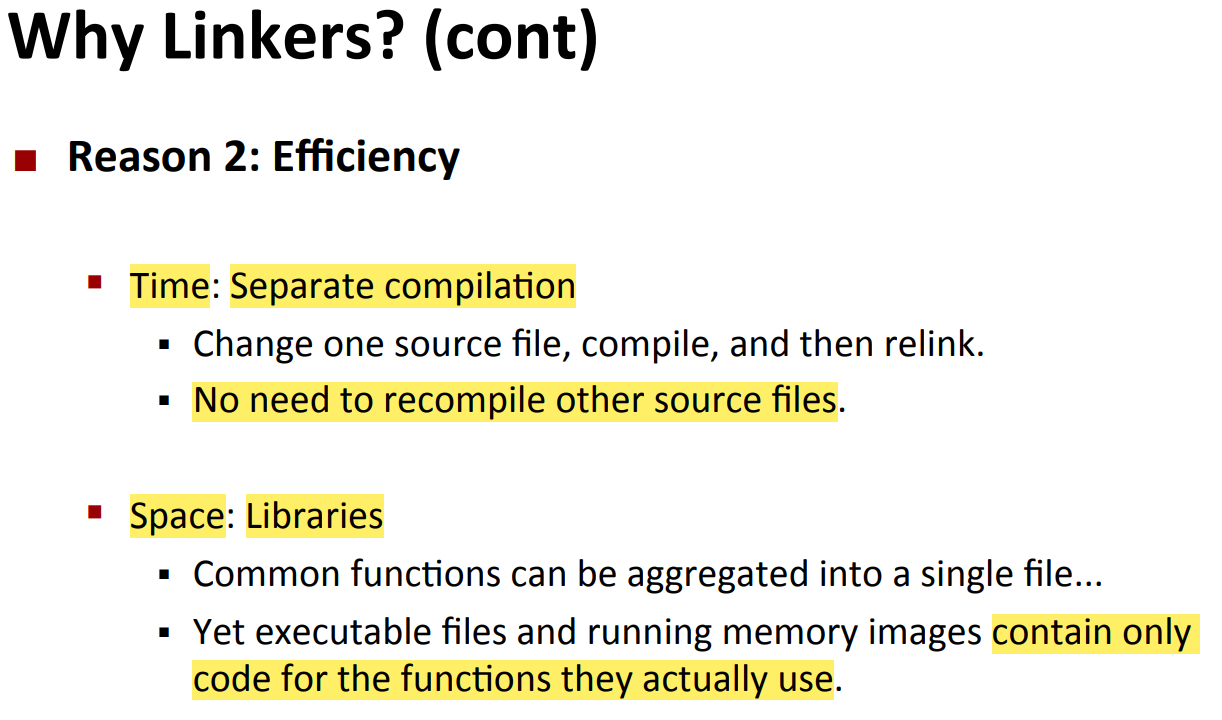 Why Linkers? (cont)
■ Reason 2: Efficiency
▪ Time: Separate compilation
▪ Change one source file, compile, and then relink.
▪ No need to recompile other source files.
▪ Space: Libraries
▪ Common functions can be aggregated into a single file...
▪ Yet executable files and running memory images contain only
code for the functions they actually use.